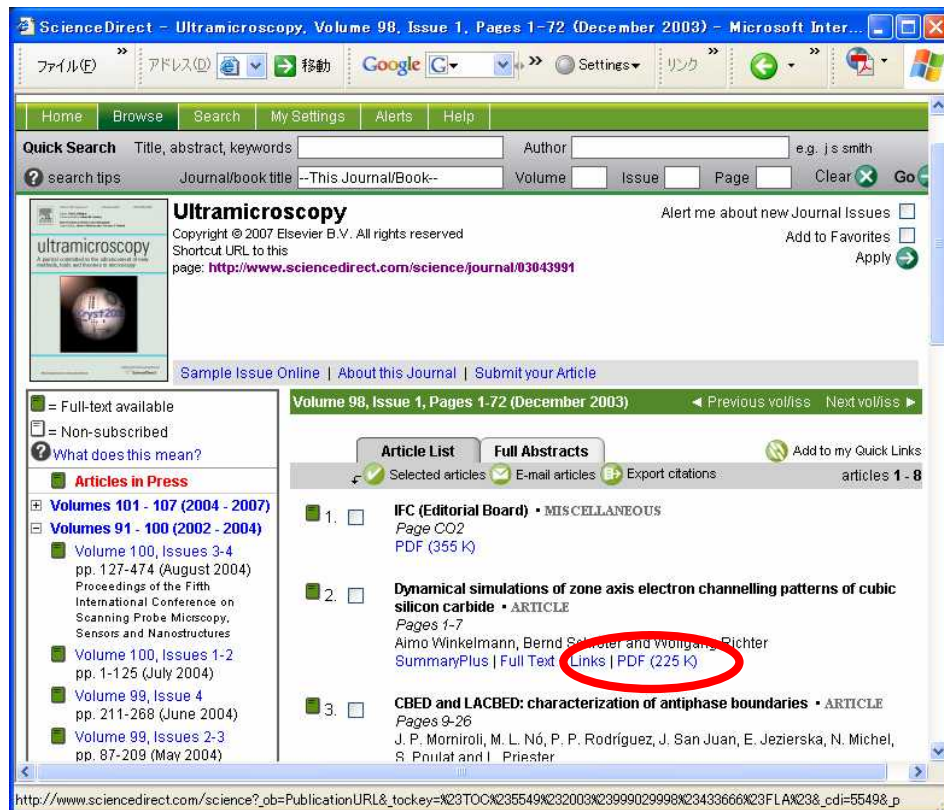 ScienceDirect - Ultramicroscopy, Volume 98, Issue 1, Pages 1-72 (December 2003) - Microsoft Inter...
ファイル(F) » アドレス(D) 移動 Google G » Settings リンク » »
Home Browse Search My Settings Alerts Help
Quick Search Title, abstract, keywords Author e.g. j s smith
? search tips Journal/book title --This Journal/Book-- Volume Issue Page Clear Go
ultramicroscopy
Ultramicroscopy
Copyright © 2007 Elsevier B.V. All rights reserved
Shortcut URL to this
page: http://www.sciencedirect.com/science/journal/03043991
Alert me about new Journal Issues
Add to Favorites
Apply
Sample Issue Online | About this Journal | Submit your Article
= Full-text available
= Non-subscribed
? What does this mean?
Articles in Press
Volumes 101 - 107 (2004 - 2007)
Volumes 91 - 100 (2002 - 2004)
Volume 100, Issues 3-4
pp. 127-474 (August 2004)
Proceedings of the Fifth
International Conference on
Scanning Probe Micrscopy,
Sensors and Nanostructures
Volume 100, Issues 1-2
pp. 1-125 (July 2004)
Volume 99, Issue 4
pp. 211-268 (June 2004)
Volume 99, Issues 2-3
pp. 87-209 (May 2004)
Volume 98, Issue 1, Pages 1-72 (December 2003) ◄ Previous vol/iss Next vol/iss ►
Article List Full Abstracts Add to my Quick Links
Selected articles E-mail articles Export citations articles 1 - 8
1. IFC (Editorial Board) • MISCELLANEOUS
Page CO2
PDF (355 K)
2. Dynamical simulations of zone axis electron channelling patterns of cubic
silicon carbide • ARTICLE
Pages 1-7
Aimo Winkelmann, Bernd Schröter and Wolfgang Richter
SummaryPlus | Full Text + Links | PDF (225 K)
3. CBED and LACBED: characterization of antiphase boundaries • ARTICLE
Pages 9-26
J. P. Morniroli, M. L. Nó, P. P. Rodríguez, J. San Juan, E. Jezierska, N. Michel,
S. Poulat and L. Priester
http://www.sciencedirect.com/science?_ob=PublicationURL&_tockey=%23TOC%235549%232003%23999029998%23433666%23FLA%23&_cdi=5549&_p